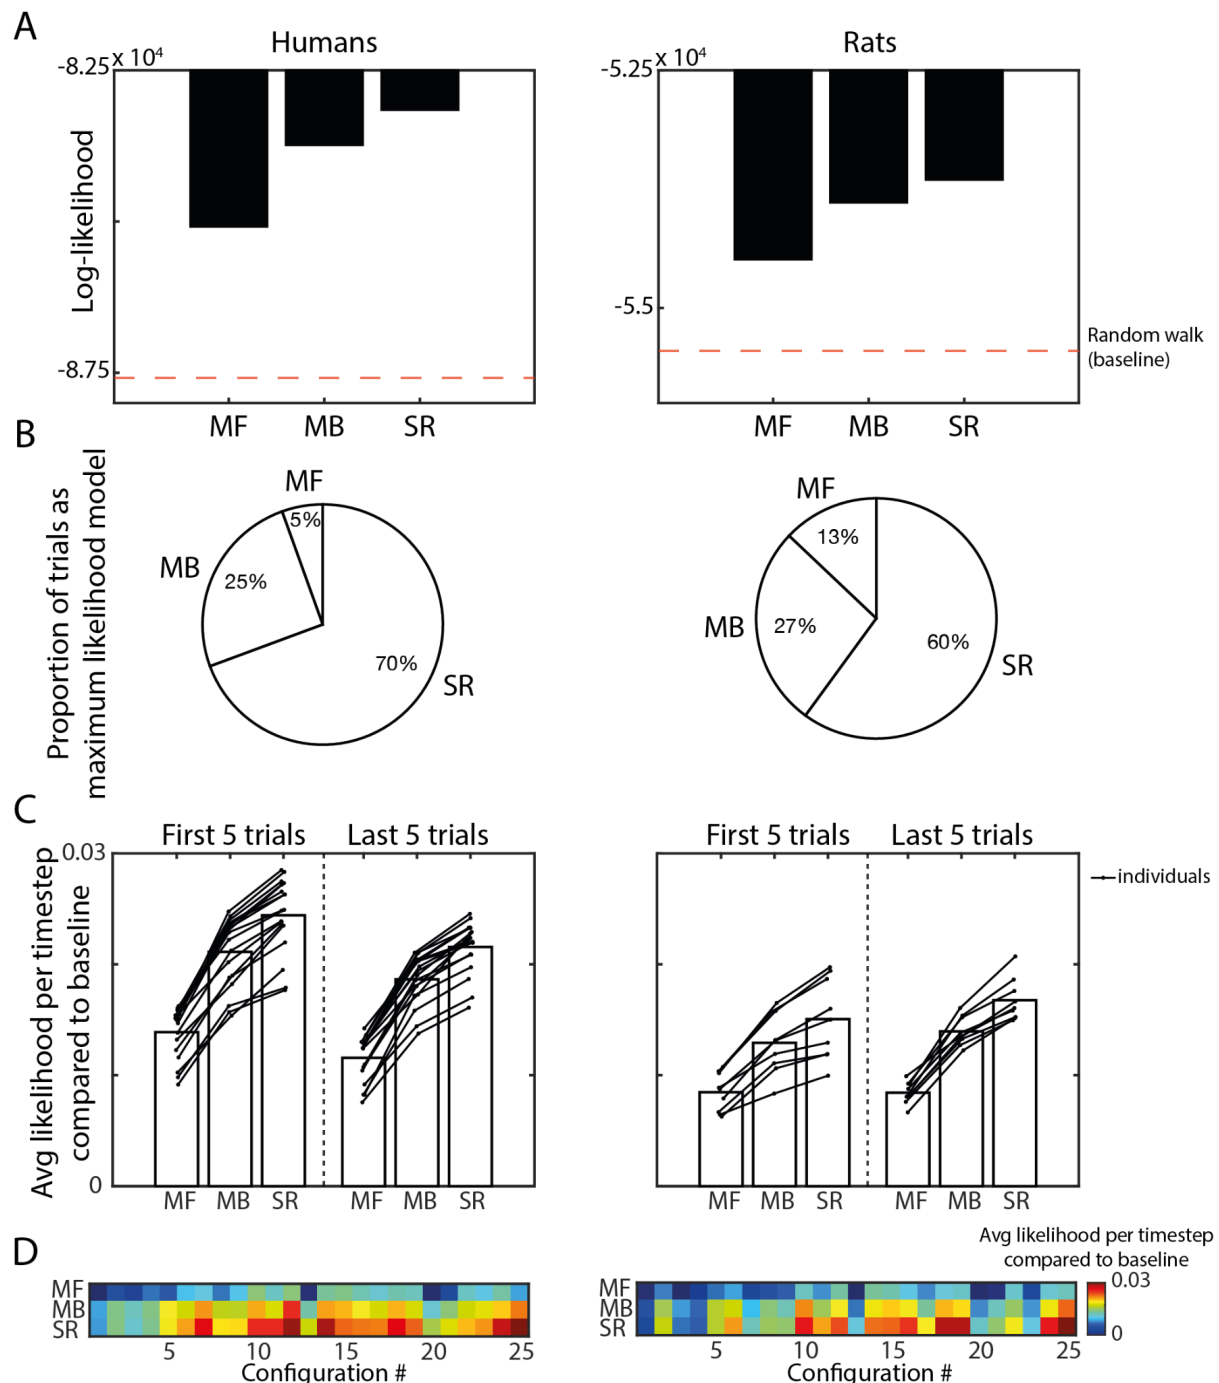 A
Humans
Rats
-8.25 x 10⁴
-8.75
Log-likelihood
MF MB SR
-5.25 x 10⁴
-5.5
Random walk
(baseline)
MF MB SR
B
Proportion of trials as
maximum likelihood model
MF
5%
MB
25%
70%
SR
MF
13%
MB
27%
60%
SR
C
First 5 trials
Last 5 trials
0.03
0
Avg likelihood per timestep
compared to baseline
MF MB SR MF MB SR
First 5 trials
Last 5 trials
individuals
MF MB SR MF MB SR
D
MF
MB
SR
5 10 15 20 25
Configuration #
MF
MB
SR
5 10 15 20 25
Configuration #
Avg likelihood per timestep
compared to baseline
0.03
0